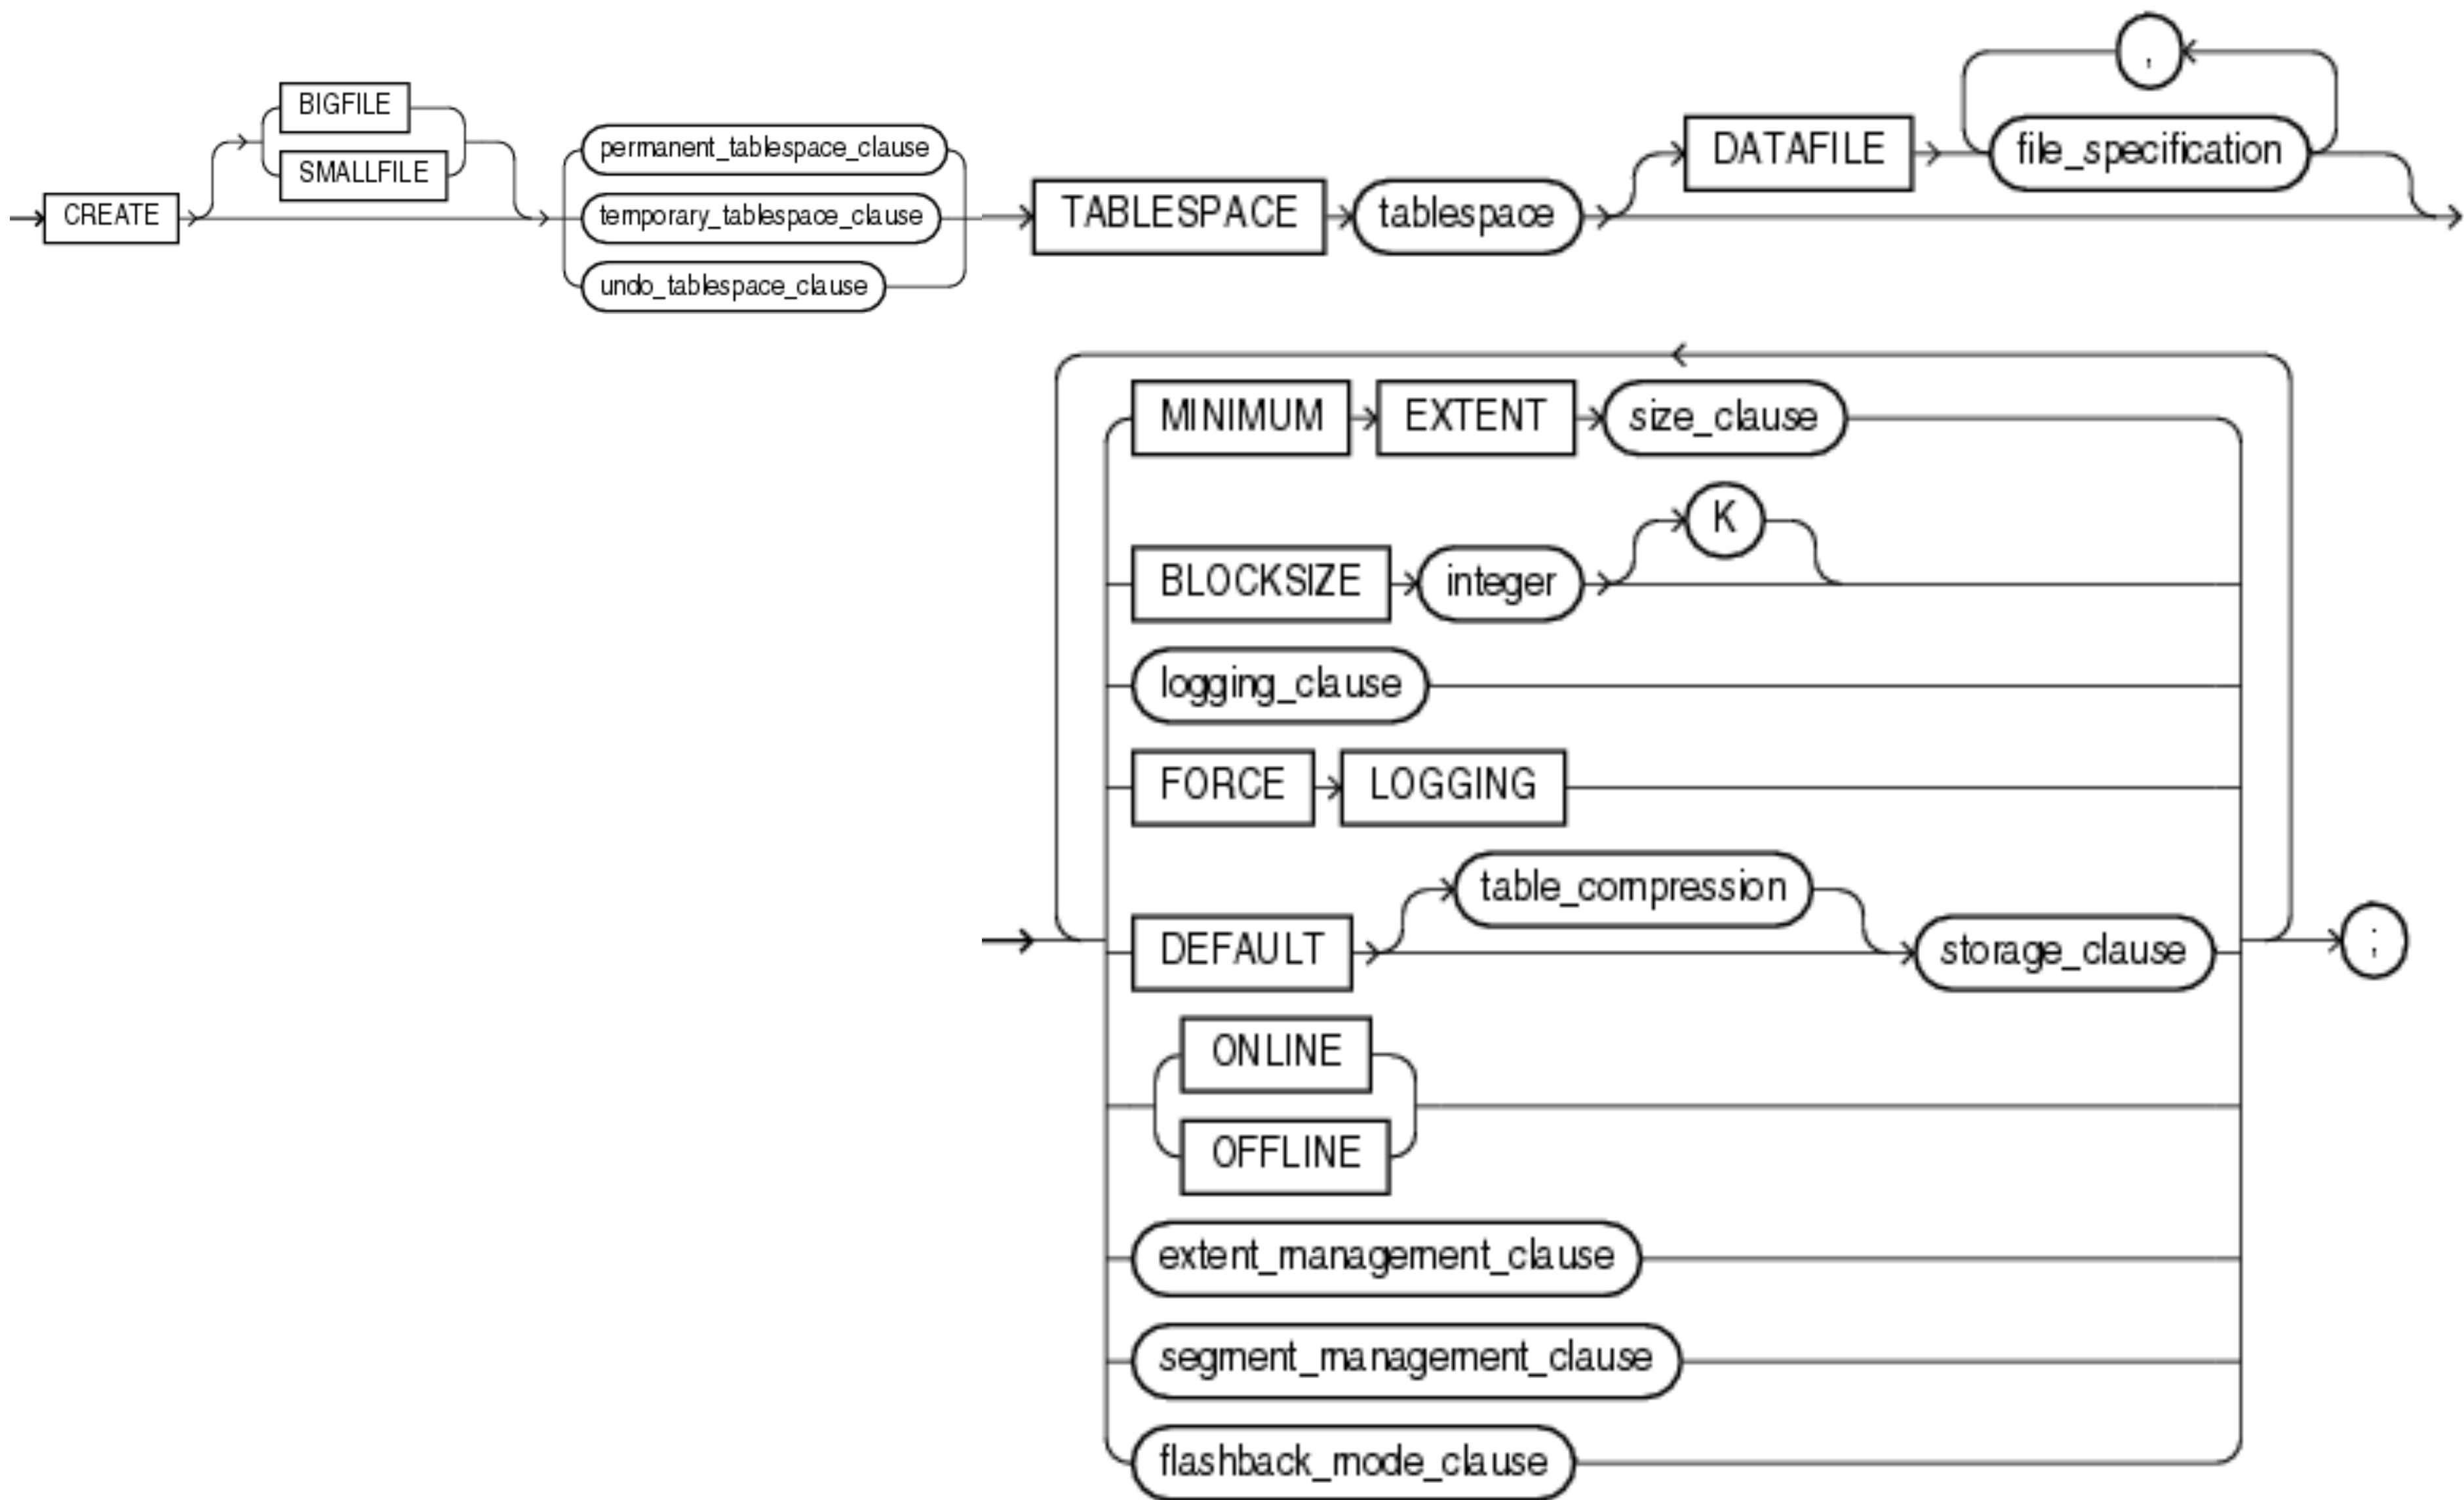 ,
BIGFILE
permanent_tablespace_clause
DATAFILE file_specification
SMALLFILE
CREATE temporary_tablespace_clause TABLESPACE tablespace
undo_tablespace_clause
MINIMUM EXTENT size_clause
K
BLOCKSIZE integer
logging_clause
FORCE LOGGING
table_compression
DEFAULT storage_clause ;
ONLINE
OFFLINE
extent_management_clause
segment_management_clause
flashback_mode_clause